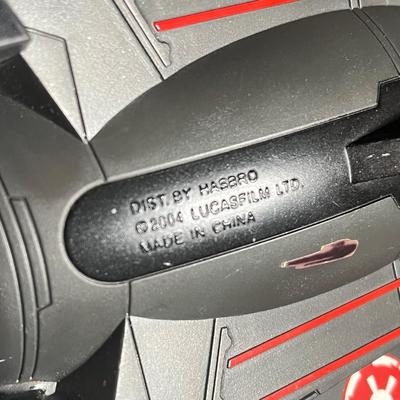 DIST. BY HASBRO
©2004 LUCASFILM LTD.
MADE IN CHINA